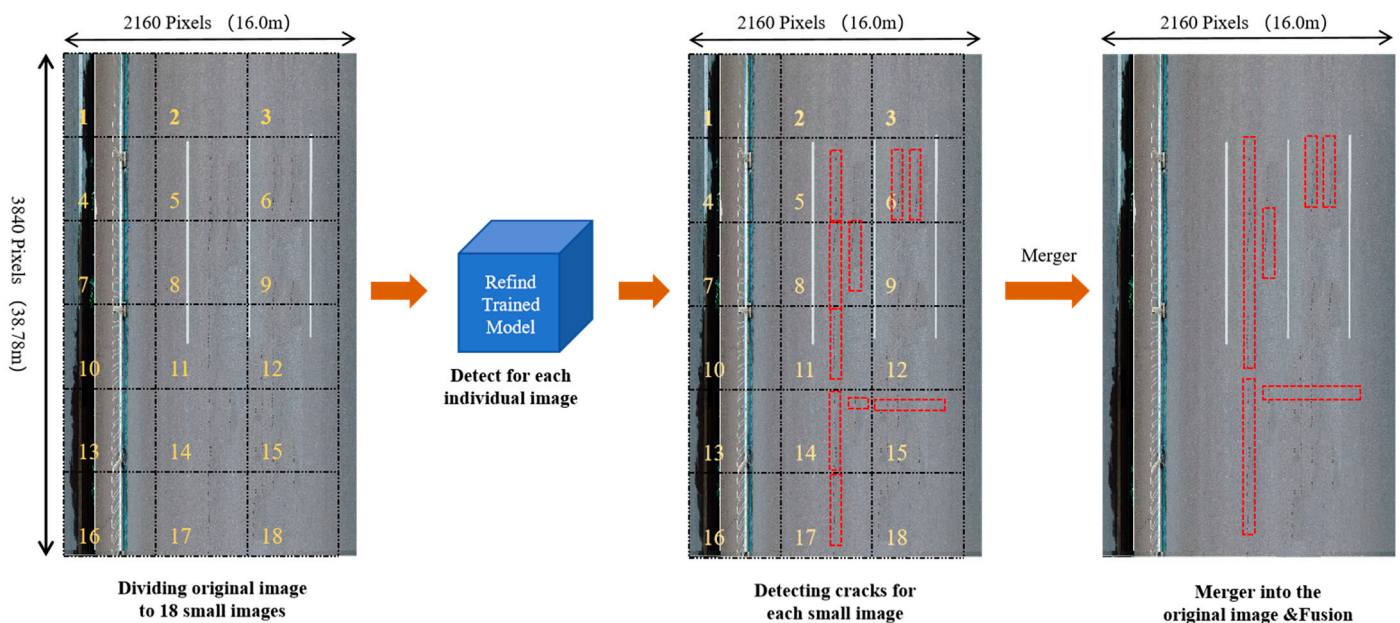 2160 Pixels （16.0m）
3840 Pixels （38.78m）
1 2 3
4 5 6
7 8 9
10 11 12
13 14 15
16 17 18
Dividing original image
to 18 small images
Refind
Trained
Model
Detect for each
individual image
2160 Pixels （16.0m）
1 2 3
4 5 6
7 8 9
10 11 12
13 14 15
16 17 18
Detecting cracks for
each small image
Merger
2160 Pixels （16.0m）
Merger into the
original image &Fusion